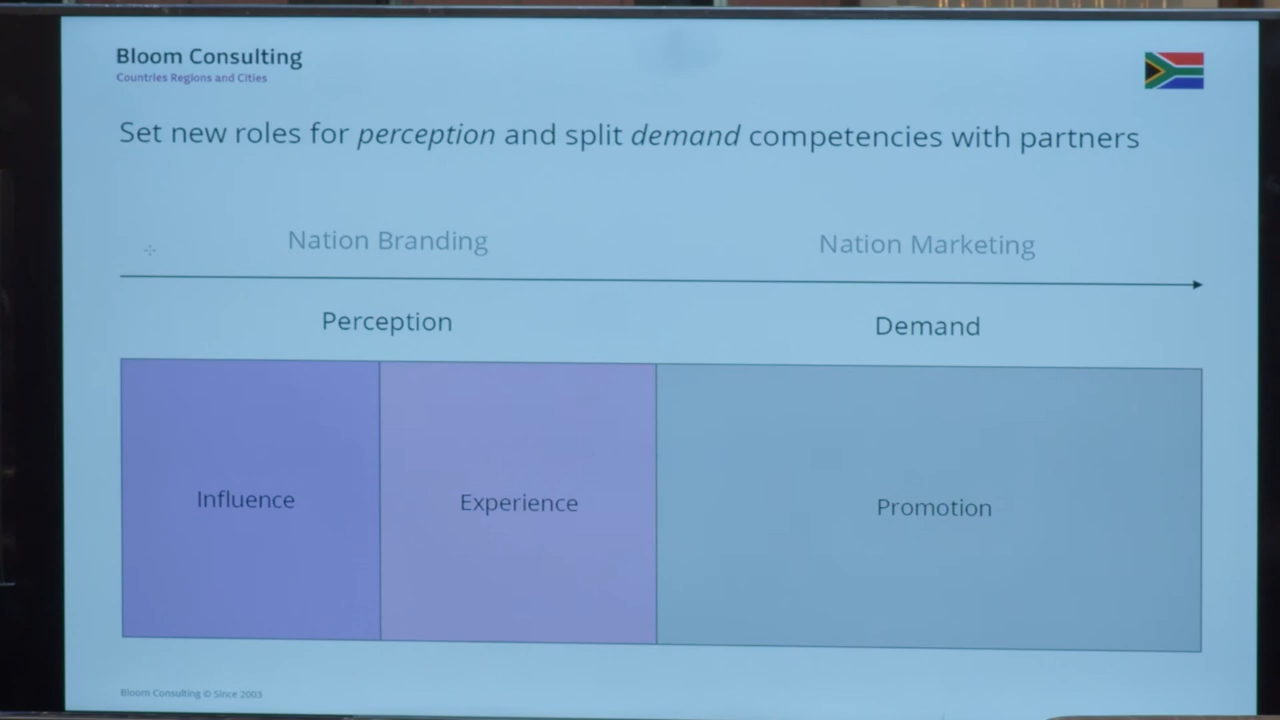 Bloom Consulting
Countries Regions and Cities
Set new roles for perception and split demand competencies with partners
Nation Branding
Nation Marketing
Perception
Demand
Influence
Experience
Promotion
Bloom Consulting © Since 2003